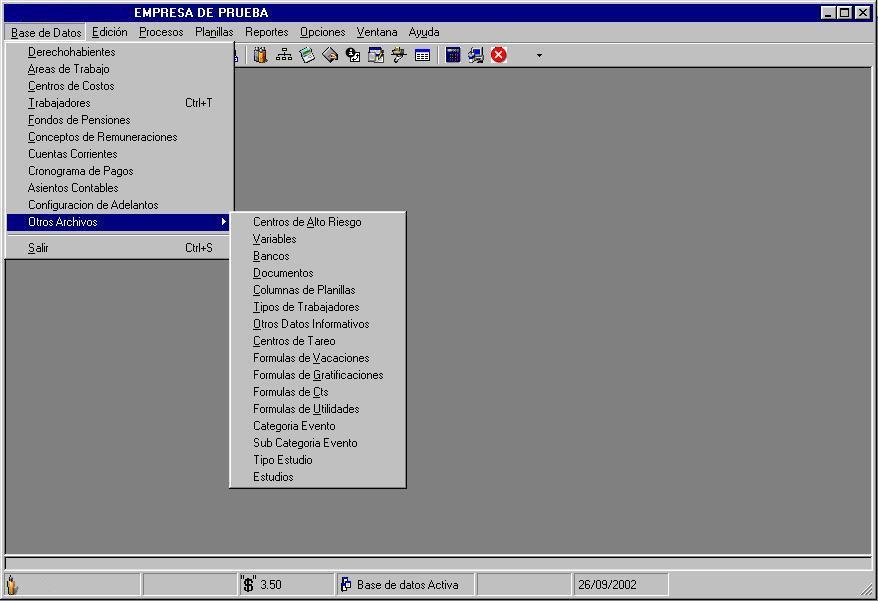 EMPRESA DE PRUEBA
Base de Datos Edición Procesos Planillas Reportes Opciones Ventana Ayuda
Derechohabientes
Areas de Trabajo
Centros de Costos
Trabajadores Ctrl+T
Fondos de Pensiones
Conceptos de Remuneraciones
Cuentas Corrientes
Cronograma de Pagos
Asientos Contables
Configuracion de Adelantos
Otros Archivos
Salir Ctrl+S
Centros de Alto Riesgo
Variables
Bancos
Documentos
Columnas de Planillas
Tipos de Trabajadores
Otros Datos Informativos
Centros de Tareo
Formulas de Vacaciones
Formulas de Gratificaciones
Formulas de Cts
Formulas de Utilidades
Categoria Evento
Sub Categoria Evento
Tipo Estudio
Estudios
"$" 3.50 Base de datos Activa 26/09/2002